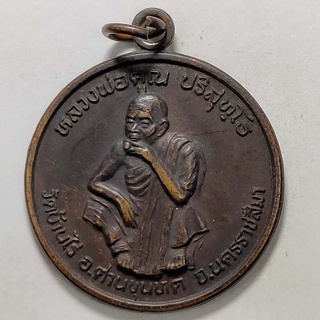 หลวงพ่อคูณ ปริสุทฺโธ
วัดบ้านไร่ อ.ด่านขุนทด จ.นครราชสีมา